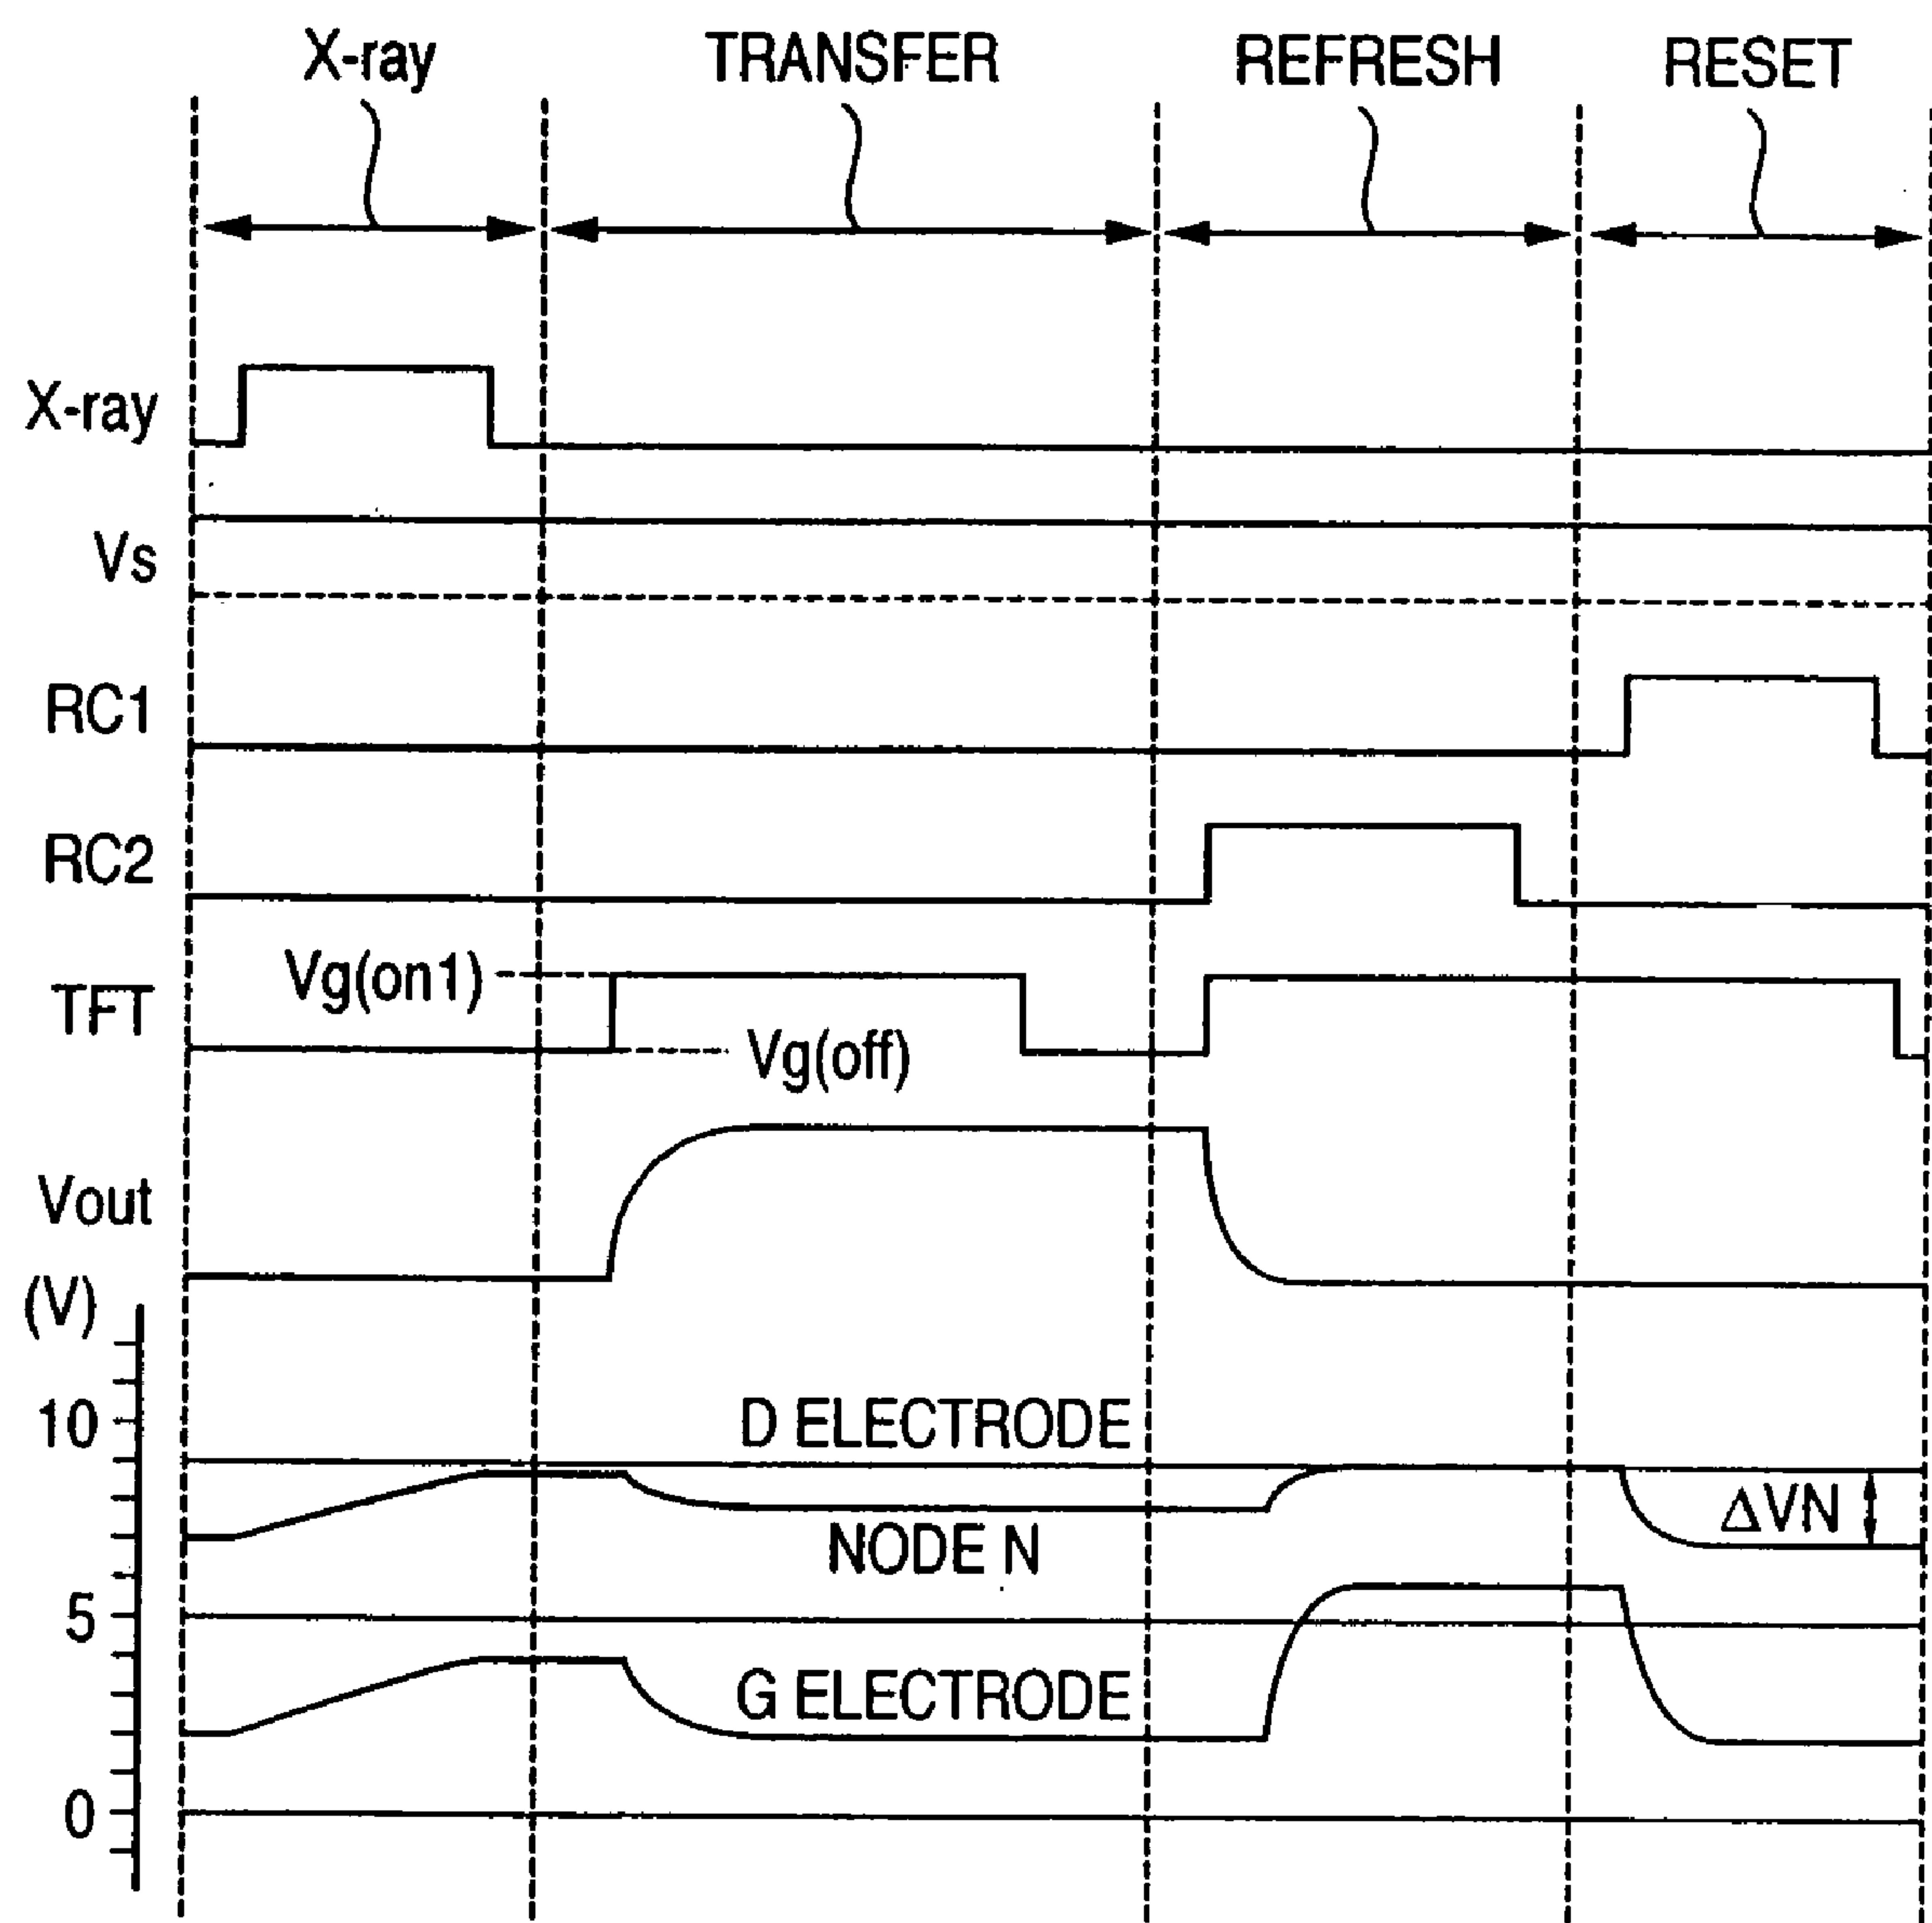 X-ray TRANSFER REFRESH RESET
X-ray
Vs
RC1
RC2
Vg(on1)
TFT
Vg(off)
Vout
(V)
10
D ELECTRODE
ΔVN
NODE N
5
G ELECTRODE
0